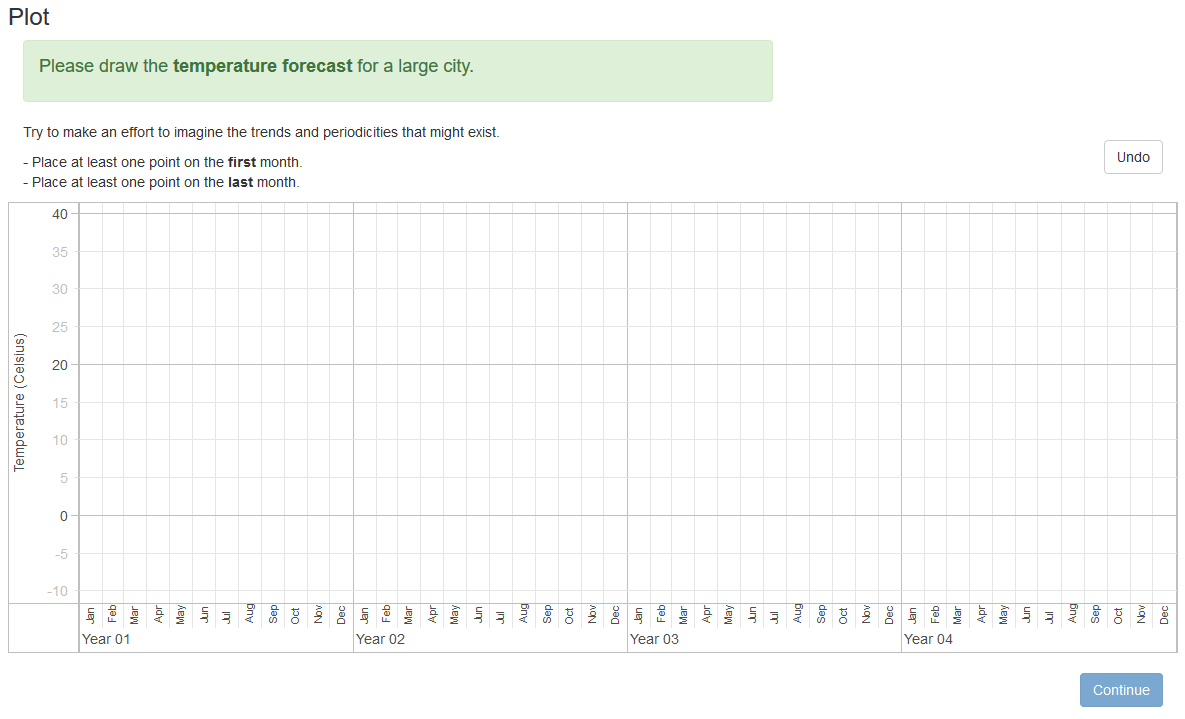 Plot
Please draw the temperature forecast for a large city.
Try to make an effort to imagine the trends and periodicities that might exist.
- Place at least one point on the first month.
- Place at least one point on the last month.
Undo
Temperature (Celsius)
40
35
30
25
20
15
10
5
0
-5
-10
Jan Feb Mar Apr May Jun Jul Aug Sep Oct Nov Dec Jan Feb Mar Apr May Jun Jul Aug Sep Oct Nov Dec Jan Feb Mar Apr May Jun Jul Aug Sep Oct Nov Dec Jan Feb Mar Apr May Jun Jul Aug Sep Oct Nov Dec
Year 01 Year 02 Year 03 Year 04
Continue